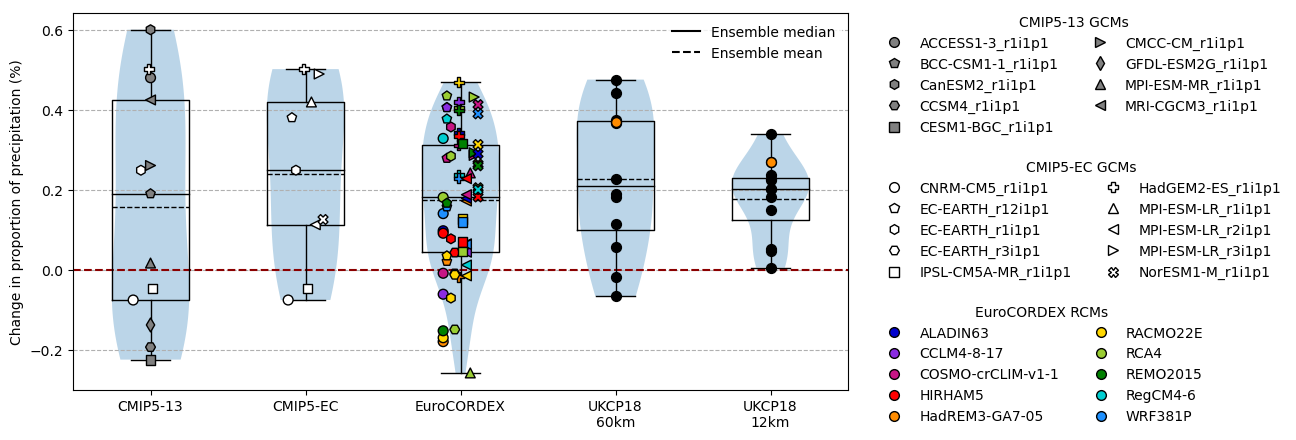 Change in proportion of precipitation (%)
0.6
0.4
0.2
0.0
−0.2
Ensemble median
Ensemble mean
CMIP5-13
CMIP5-EC
EuroCORDEX
UKCP18
60km
UKCP18
12km
CMIP5-13 GCMs
ACCESS1-3_r1i1p1
BCC-CSM1-1_r1i1p1
CanESM2_r1i1p1
CCSM4_r1i1p1
CESM1-BGC_r1i1p1
CMCC-CM_r1i1p1
GFDL-ESM2G_r1i1p1
MPI-ESM-MR_r1i1p1
MRI-CGCM3_r1i1p1
CMIP5-EC GCMs
CNRM-CM5_r1i1p1
EC-EARTH_r12i1p1
EC-EARTH_r1i1p1
EC-EARTH_r3i1p1
IPSL-CM5A-MR_r1i1p1
HadGEM2-ES_r1i1p1
MPI-ESM-LR_r1i1p1
MPI-ESM-LR_r2i1p1
MPI-ESM-LR_r3i1p1
NorESM1-M_r1i1p1
EuroCORDEX RCMs
ALADIN63
CCLM4-8-17
COSMO-crCLIM-v1-1
HIRHAM5
HadREM3-GA7-05
RACMO22E
RCA4
REMO2015
RegCM4-6
WRF381P